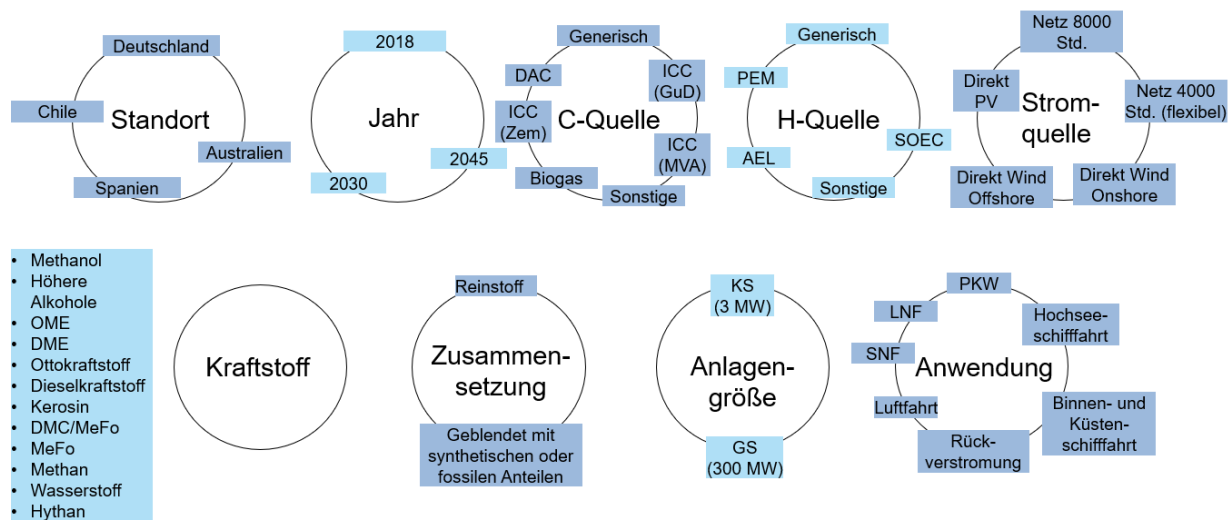 Deutschland
Chile
Standort
Australien
Spanien
2018
Jahr
2045
2030
Generisch
DAC
ICC
(GuD)
ICC
(Zem)
C-Quelle
ICC
(MVA)
Biogas
Sonstige
Generisch
PEM
H-Quelle
SOEC
AEL
Sonstige
Netz 8000
Std.
Direkt
PV
Strom-
quelle
Netz 4000
Std. (flexibel)
Direkt Wind
Offshore
Direkt Wind
Onshore
• Methanol
• Höhere
Alkohole
• OME
• DME
• Ottokraftstoff
• Dieselkraftstoff
• Kerosin
• DMC/MeFo
• MeFo
• Methan
• Wasserstoff
• Hythan
Kraftstoff
Reinstoff
Zusammen-
setzung
Geblendet mit
synthetischen oder
fossilen Anteilen
KS
(3 MW)
Anlagen-
größe
GS
(300 MW)
PKW
LNF
Hochsee-
schifffahrt
SNF
Anwendung
Luftfahrt
Binnen- und
Küsten-
schifffahrt
Rück-
verstromung